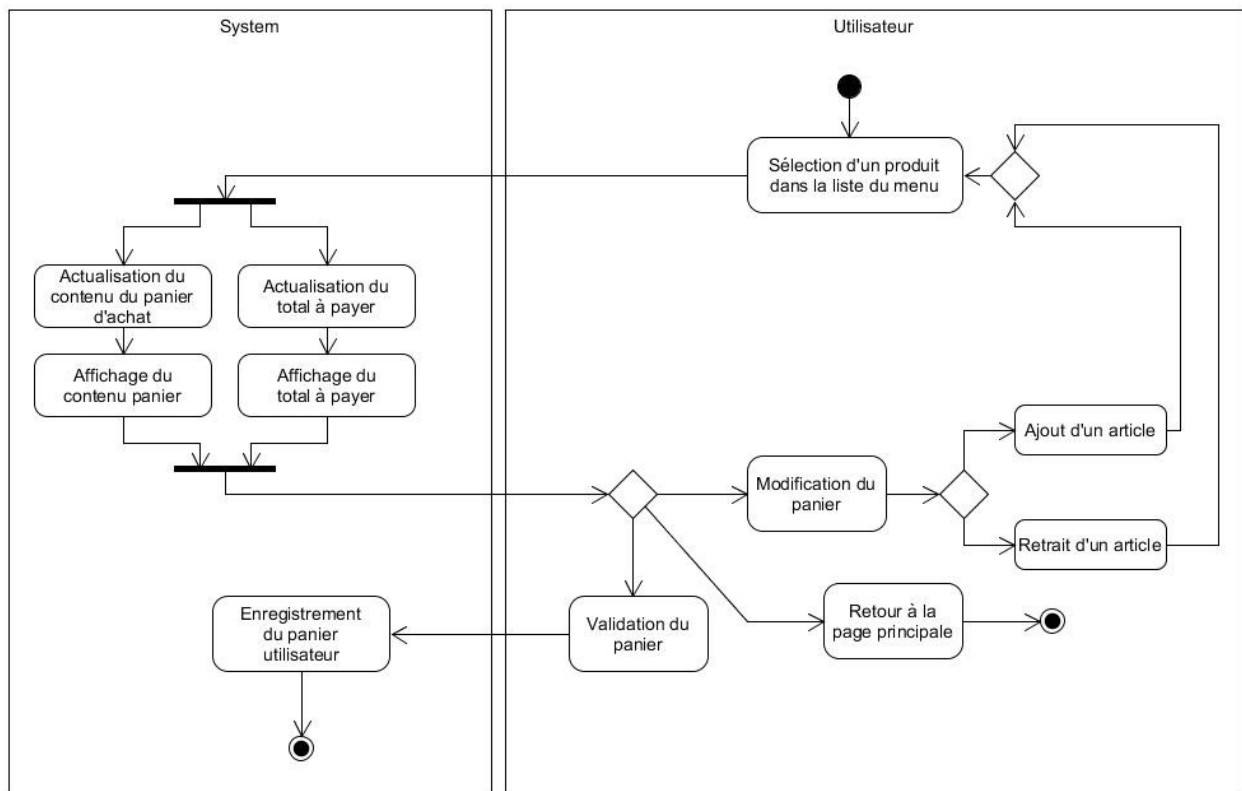 System
Utilisateur
Sélection d'un produit
dans la liste du menu
Actualisation du
contenu du panier
d'achat
Actualisation du
total à payer
Affichage du
contenu panier
Affichage du
total à payer
Ajout d'un article
Modification du
panier
Retrait d'un article
Enregistrement
du panier
utilisateur
Validation du
panier
Retour à la
page principale